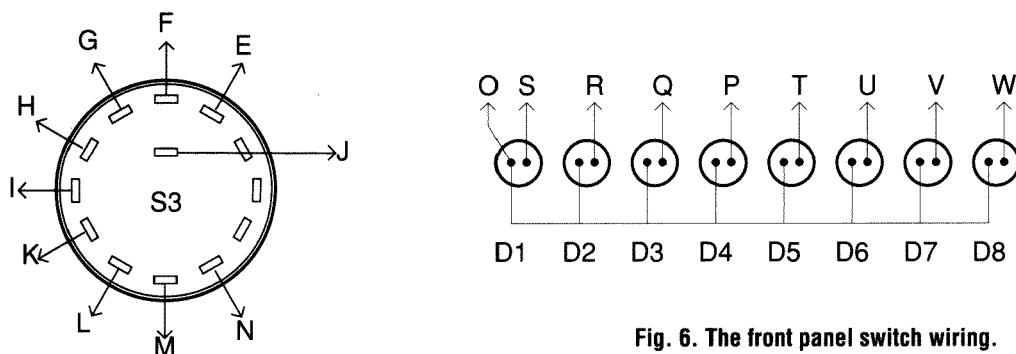 F
G
E
H
J
I
S3
K
L
M
N
O S R Q P T U V W
D1 D2 D3 D4 D5 D6 D7 D8
Fig. 6. The front panel switch wiring.